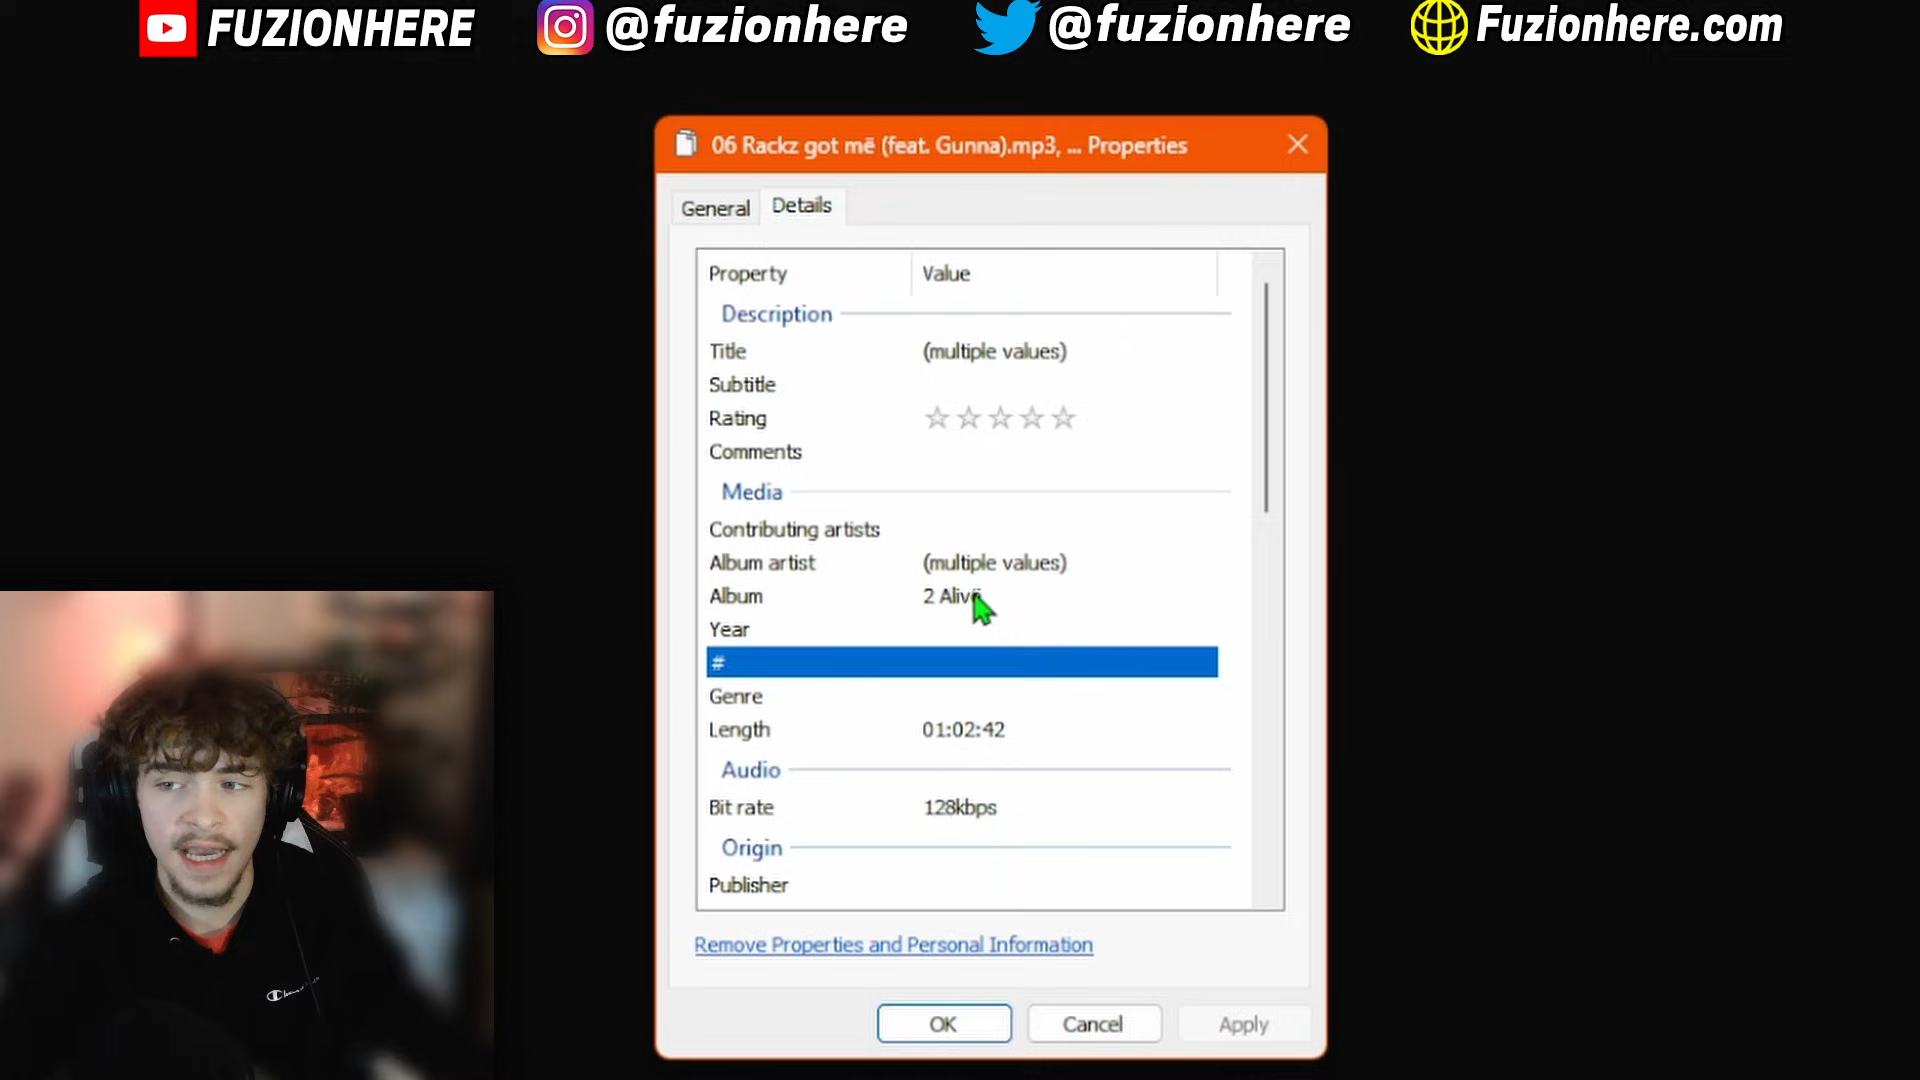 FUZIONHERE @fuzionhere @fuzionhere Fuzionhere.com
06 Rackz got më (feat. Gunna).mp3, ... Properties
General Details
Property Value
Description
Title (multiple values)
Subtitle
Rating
Comments
Media
Contributing artists
Album artist (multiple values)
Album 2 Alivë
Year
#
Genre
Length 01:02:42
Audio
Bit rate 128kbps
Origin
Publisher
Remove Properties and Personal Information
OK Cancel Apply